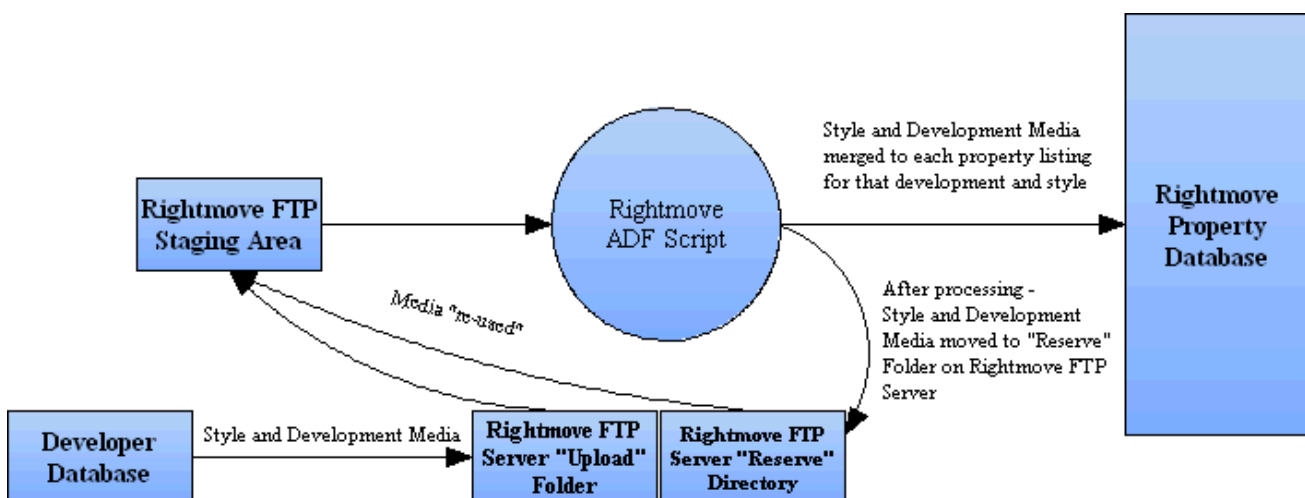 Style and Development Media
merged to each property listing
for that development and style
Rightmove FTP
Staging Area
Rightmove
ADF Script
Rightmove
Property
Database
Media "re-used"
After processing -
Style and Development
Media moved to "Reserve"
Folder on Rightmove FTP
Server
Developer
Database
Style and Development Media
Rightmove FTP
Server "Upload"
Folder
Rightmove FTP
Server "Reserve"
Directory